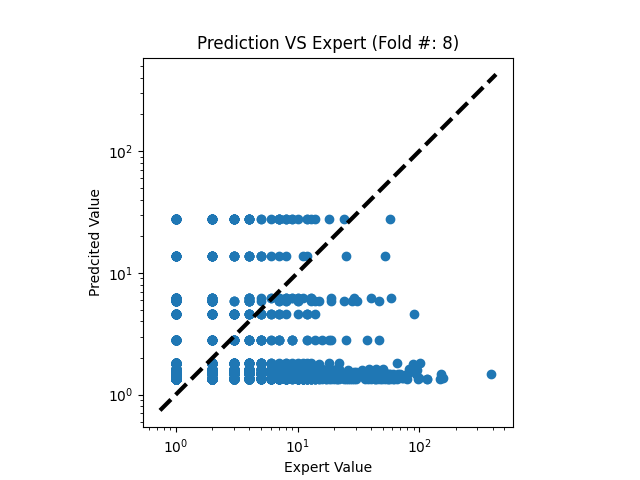 Prediction VS Expert (Fold #: 8)
Predcited Value
10²
10¹
10⁰
10⁰ 10¹ 10²
Expert Value